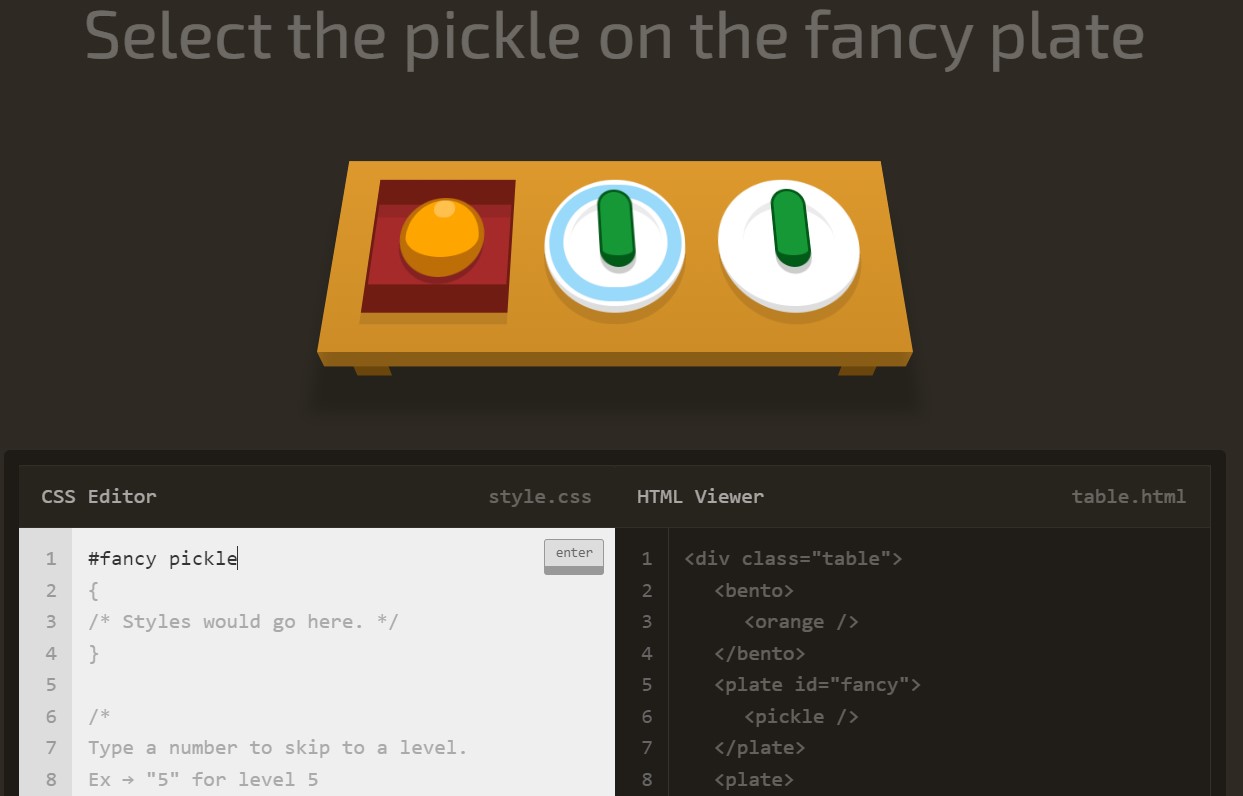 Select the pickle on the fancy plate
CSS Editor
style.css
1 #fancy pickle
enter
2 {
3 /* Styles would go here. */
4 }
5
6 /*
7 Type a number to skip to a level.
8 Ex → "5" for level 5
HTML Viewer
table.html
1 <div class="table">
2 <bento>
3 <orange />
4 </bento>
5 <plate id="fancy">
6 <pickle />
7 </plate>
8 <plate>